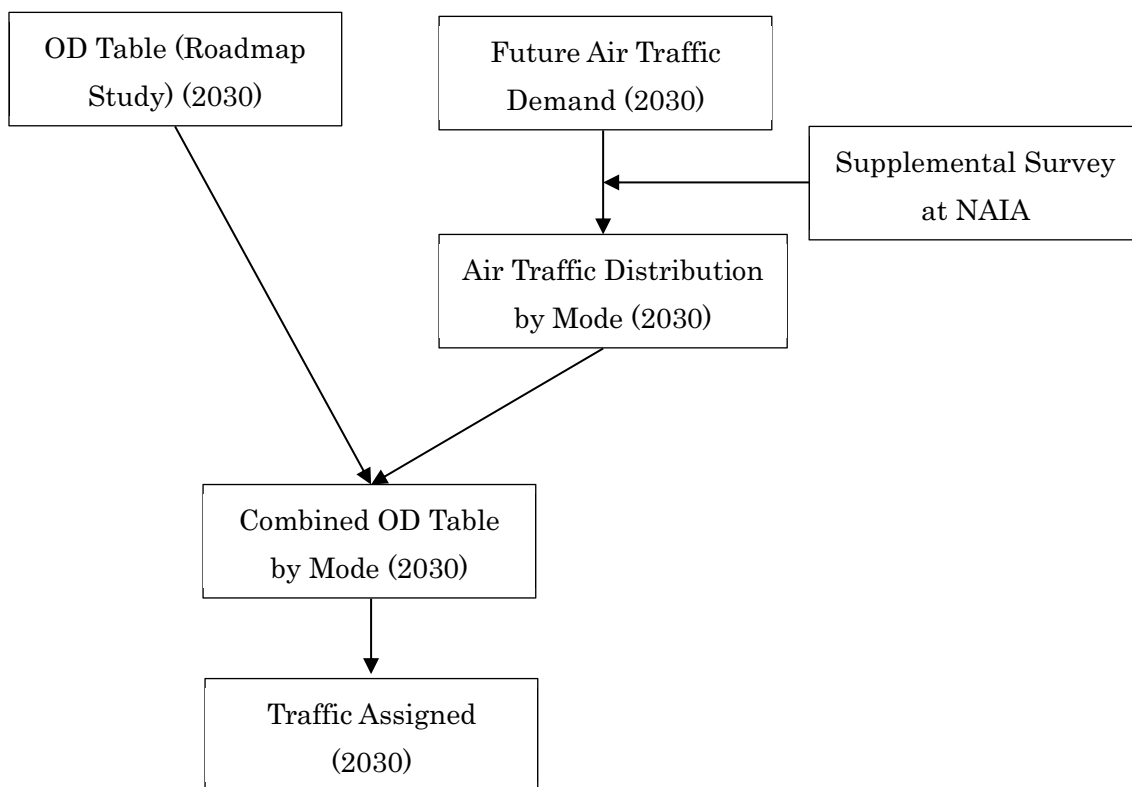 OD Table (Roadmap
Study) (2030)
Future Air Traffic
Demand (2030)
Supplemental Survey
at NAIA
Air Traffic Distribution
by Mode (2030)
Combined OD Table
by Mode (2030)
Traffic Assigned
(2030)